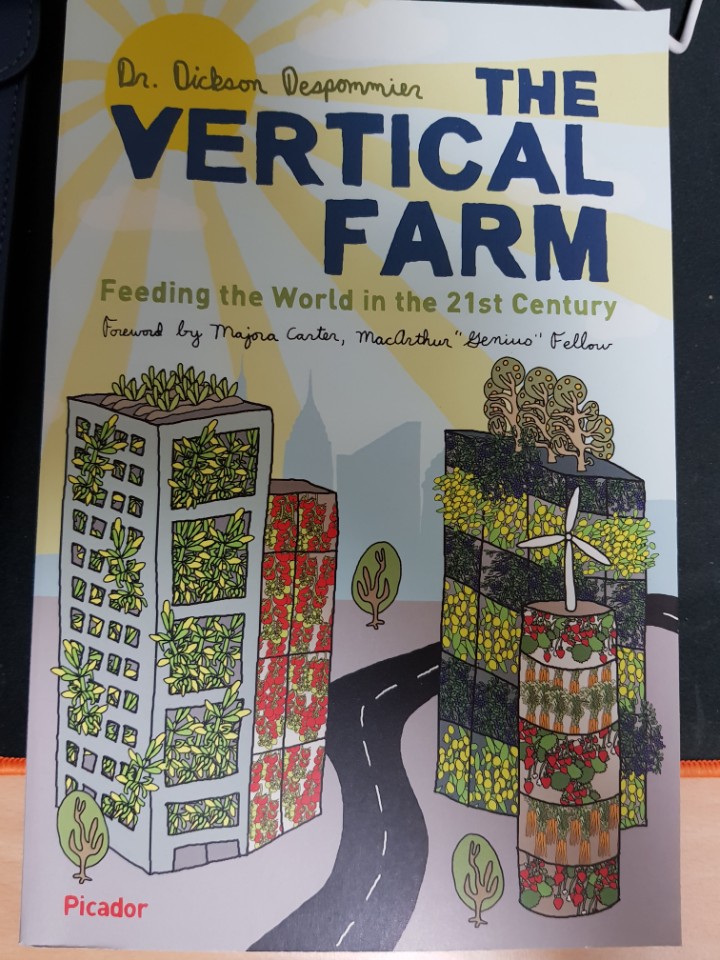 Dr. Dickson Despommier
THE
VERTICAL
FARM
Feeding the World in the 21st Century
Foreword by Majora Carter, MacArthur "Genius" Fellow
Picador